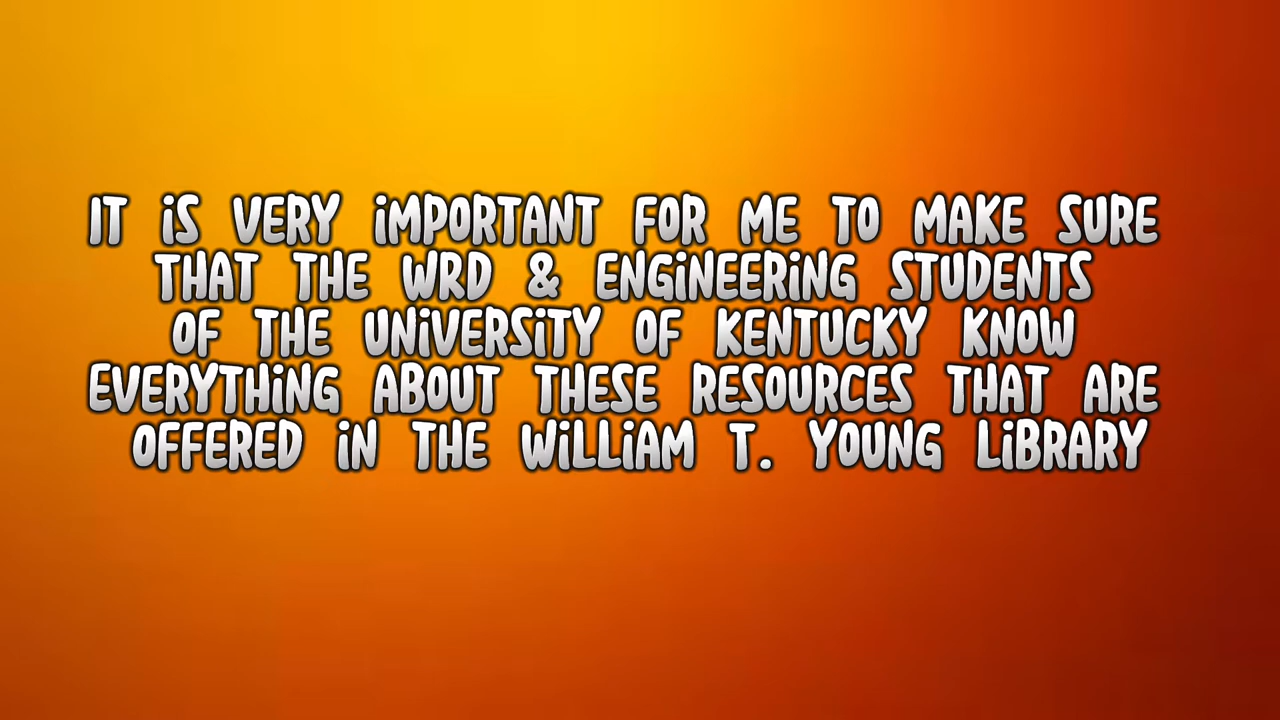 IT iS VERY iMPORTANT FOR ME TO MAKE SURE
THAT THE WRD & ENGiNEERiNG STUDENTS
OF THE UNiVERSiTY OF KENTUCKY KNOW
EVERYTHiNG ABOUT THESE RESOURCES THAT ARE
OFFERED iN THE WiLLiAM T. YOUNG LiBRARY